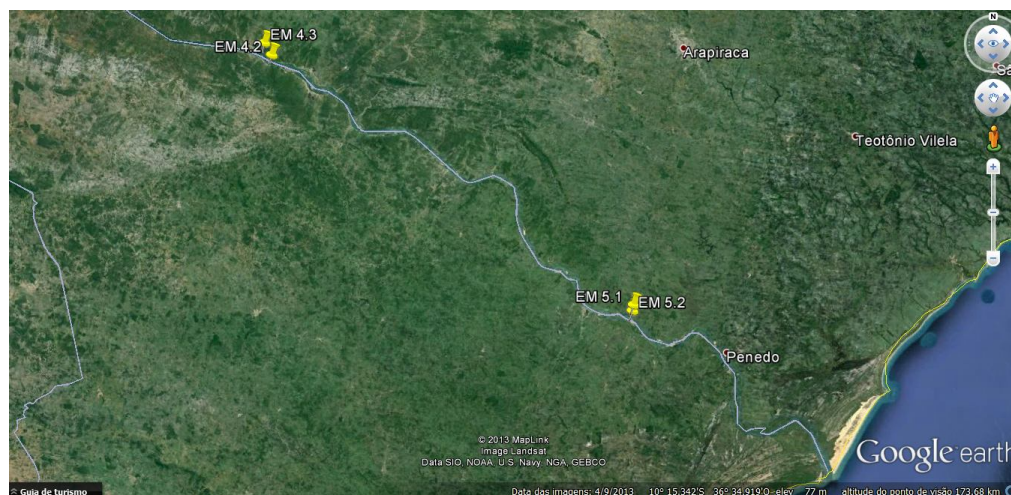 N
EM 4.3
EM 4.2
Arapiraca
Sa
Teotônio Vilela
EM 5.1
EM 5.2
Penedo
© 2013 MapLink
Image Landsat
Data SIO, NOAA, U.S. Navy, NGA, GEBCO
Google earth
Guia de turismo
Data das imagens: 4/9/2013 10° 15.342'S 36° 34.919'O elev 77 m altitude do ponto de visão 173.68 km